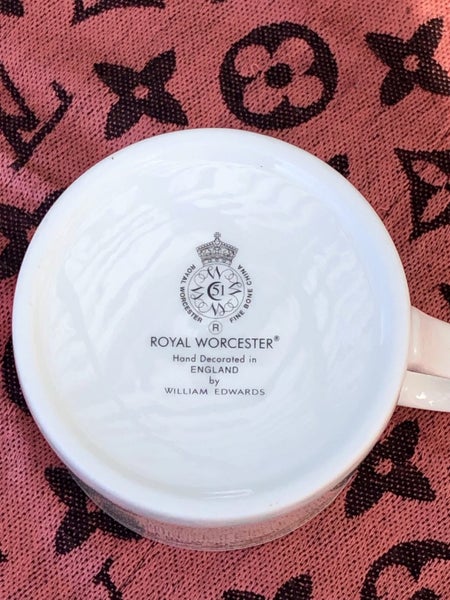 ROYAL WORCESTER
FINE BONE CHINA
51
R
ROYAL WORCESTER®
Hand Decorated in
ENGLAND
by
WILLIAM EDWARDS